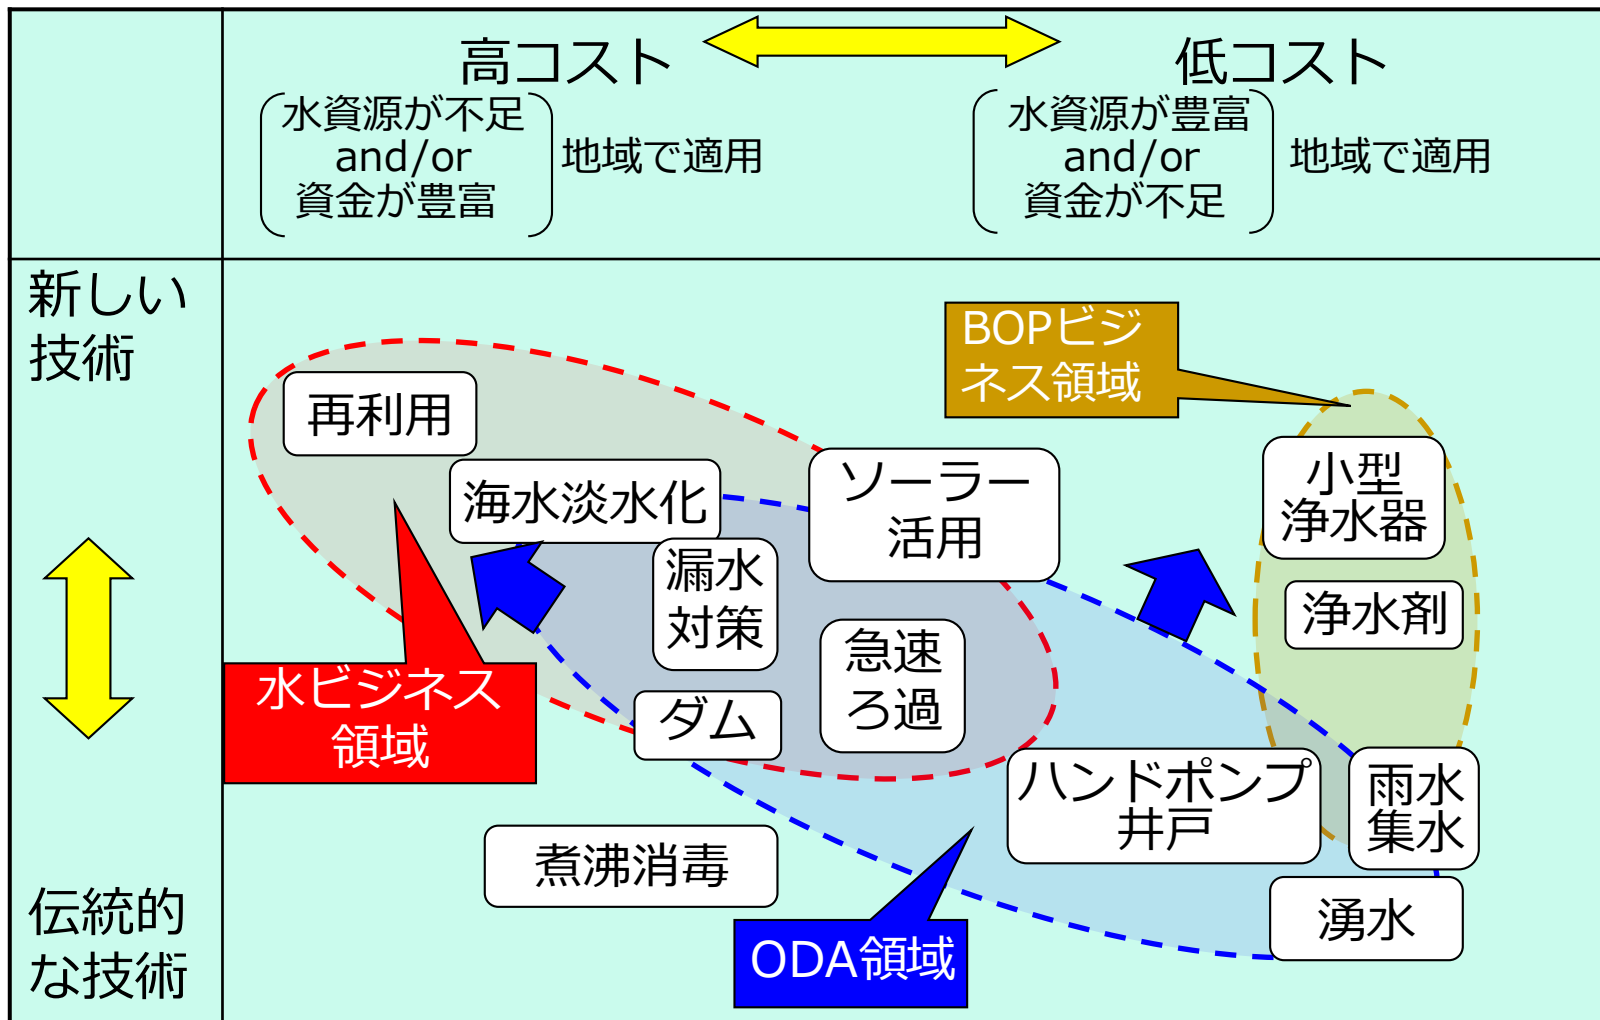 高コスト
水資源が不足
and/or
資金が豊富
地域で適用
低コスト
水資源が豊富
and/or
資金が不足
地域で適用
新しい
技術
伝統的
な技術
BOPビジ
ネス領域
再利用
海水淡水化
ソーラー
活用
小型
浄水器
漏水
対策
浄水剤
急速
ろ過
水ビジネス
領域
ダム
ハンドポンプ
井戸
雨水
集水
煮沸消毒
湧水
ODA領域